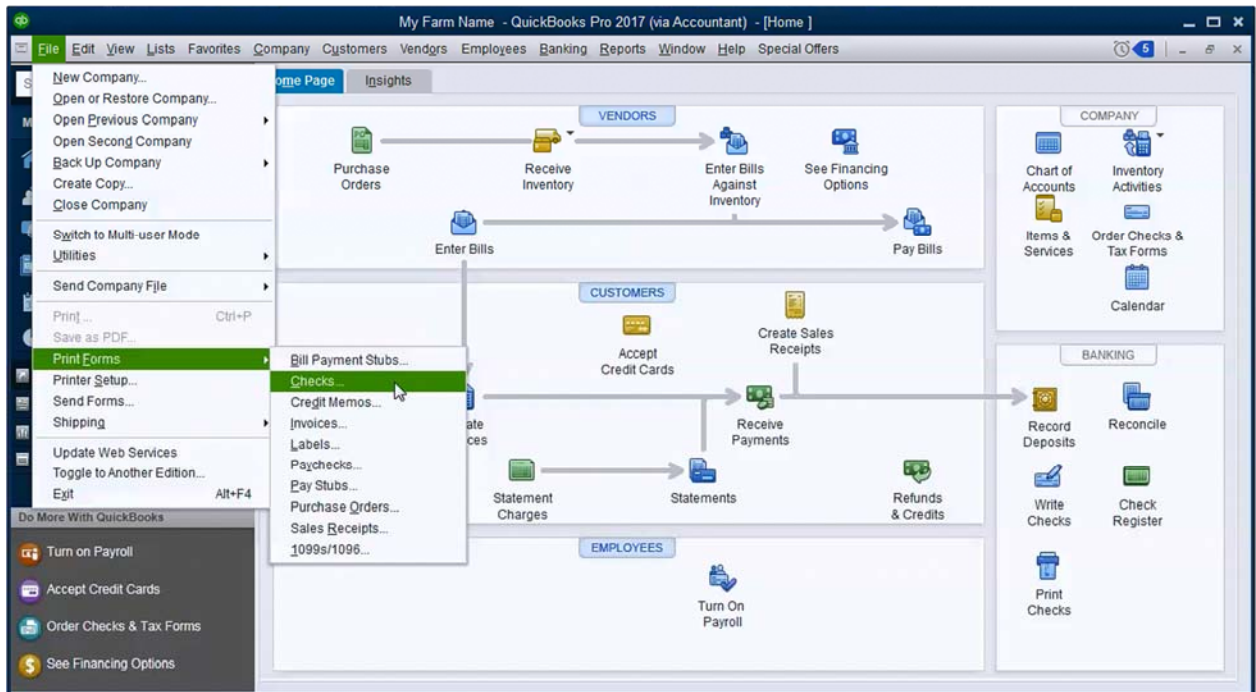 qb
My Farm Name - QuickBooks Pro 2017 (via Accountant) - [Home ]
File Edit View Lists Favorites Company Customers Vendors Employees Banking Reports Window Help Special Offers
5
New Company...
Open or Restore Company...
Open Previous Company
Open Second Company
Back Up Company
Create Copy...
Close Company
Switch to Multi-user Mode
Utilities
Send Company File
Print ... Ctrl+P
Save as PDF...
Print Forms
Printer Setup...
Send Forms...
Shipping
Update Web Services
Toggle to Another Edition...
Exit Alt+F4
Bill Payment Stubs...
Checks...
Credit Memos...
Invoices...
Labels...
Paychecks...
Pay Stubs...
Purchase Orders...
Sales Receipts...
1099s/1096...
Do More With QuickBooks
Turn on Payroll
Accept Credit Cards
Order Checks & Tax Forms
See Financing Options
ome Page
Insights
VENDORS
Purchase
Orders
Receive
Inventory
Enter Bills
Against
Inventory
See Financing
Options
Enter Bills
Pay Bills
CUSTOMERS
Accept
Credit Cards
Create Sales
Receipts
ate
ces
Receive
Payments
Statement
Charges
Statements
Refunds
& Credits
EMPLOYEES
Turn On
Payroll
COMPANY
Chart of
Accounts
Inventory
Activities
Items &
Services
Order Checks &
Tax Forms
Calendar
BANKING
Record
Deposits
Reconcile
Write
Checks
Check
Register
Print
Checks